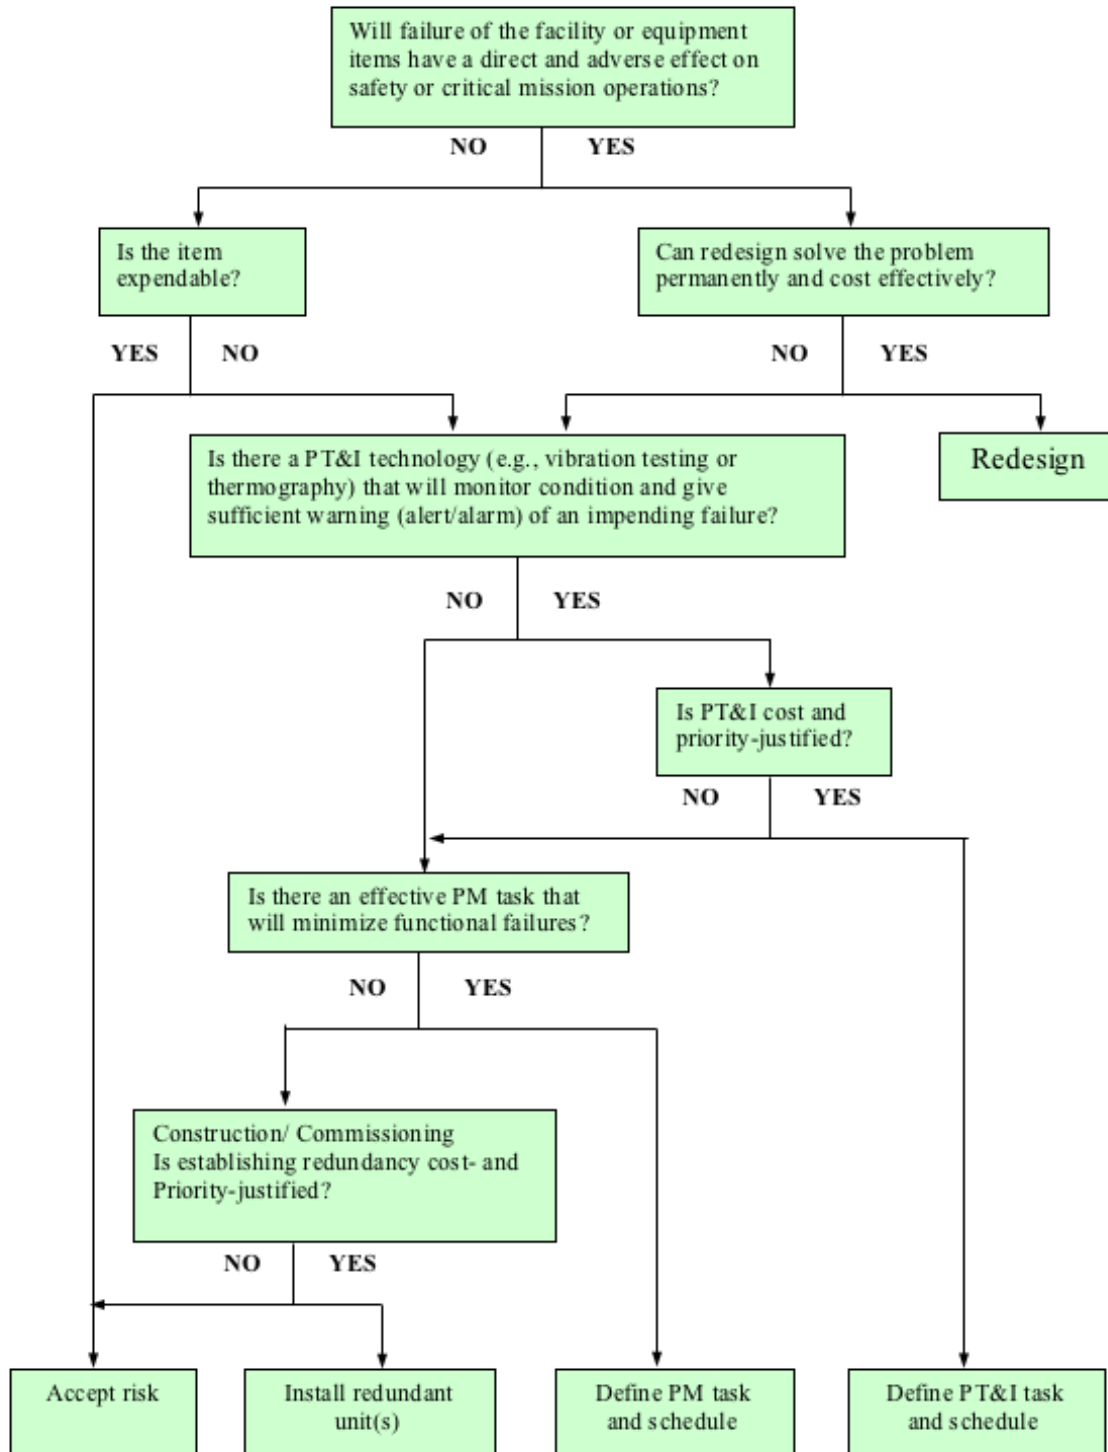 Will failure of the facility or equipment
items have a direct and adverse effect on
safety or critical mission operations?
NO YES
Is the item
expendable?
Can redesign solve the problem
permanently and cost effectively?
YES NO
NO YES
Is there a PT&I technology (e.g., vibration testing or
thermography) that will monitor condition and give
sufficient warning (alert/alarm) of an impending failure?
Redesign
NO YES
Is PT&I cost and
priority-justified?
NO YES
Is there an effective PM task that
will minimize functional failures?
NO YES
Construction/ Commissioning
Is establishing redundancy cost- and
Priority-justified?
NO YES
Accept risk
Install redundant
unit(s)
Define PM task
and schedule
Define PT&I task
and schedule